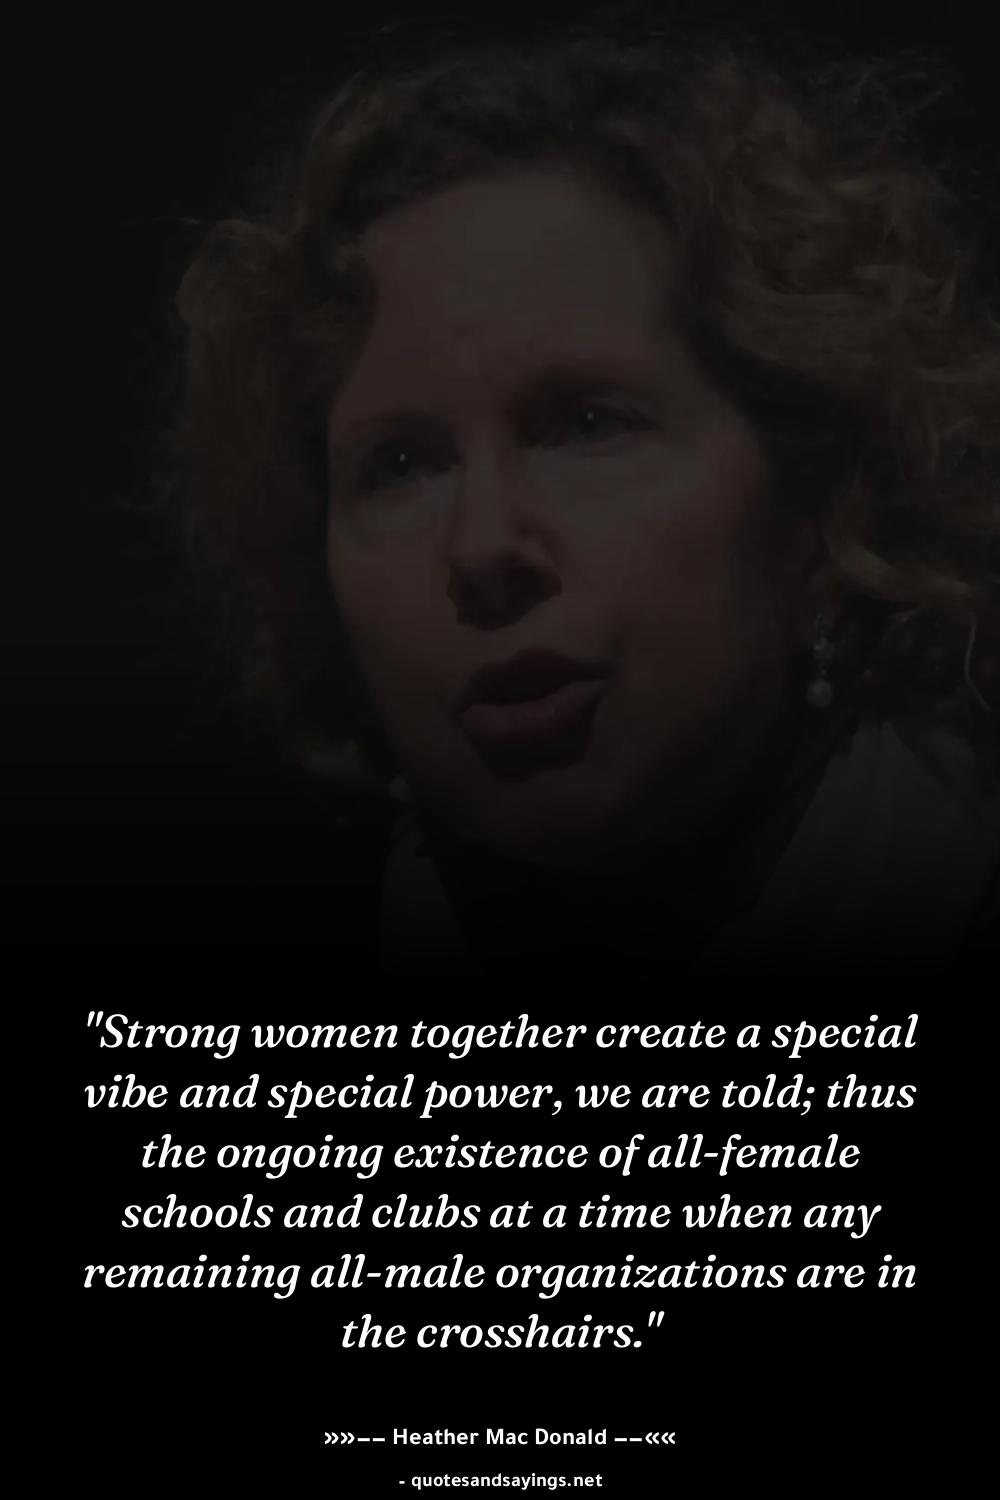 "Strong women together create a special
vibe and special power, we are told; thus
the ongoing existence of all-female
schools and clubs at a time when any
remaining all-male organizations are in
the crosshairs."
»»−− Heather Mac Donald −−««
- quotesandsayings.net